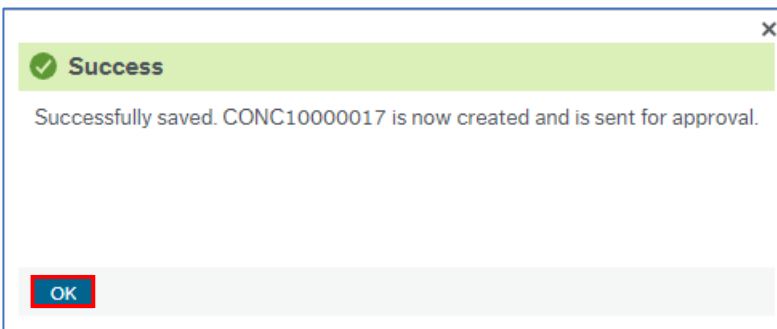 Success
Successfully saved. CONC10000017 is now created and is sent for approval.
OK